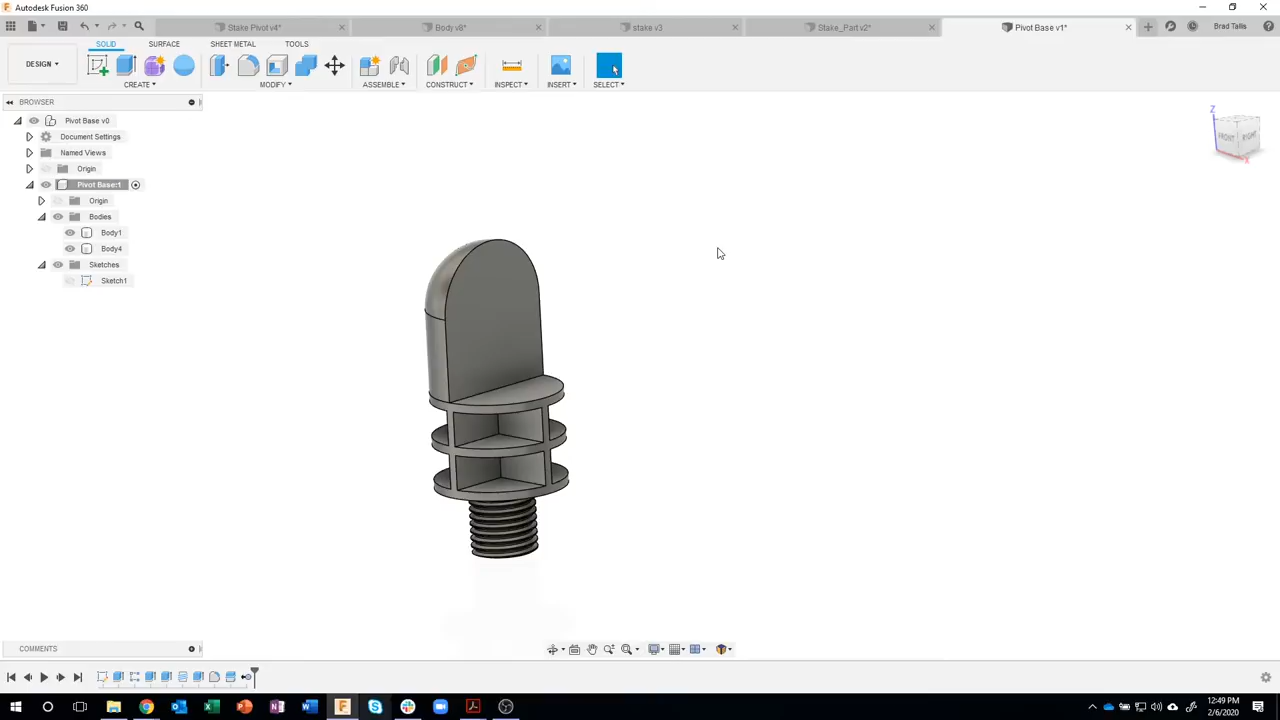 Autodesk Fusion 360
Stake Pivot v4*
Body v8*
stake v3
Stake_Part v2*
Pivot Base v1*
Brad Tallis
DESIGN
SOLID
SURFACE
SHEET METAL
TOOLS
CREATE
MODIFY
ASSEMBLE
CONSTRUCT
INSPECT
INSERT
SELECT
BROWSER
Pivot Base v0
Document Settings
Named Views
Origin
Pivot Base:1
Origin
Bodies
Body1
Body4
Sketches
Sketch1
Z
FRONT
RIGHT
X
COMMENTS
12:49 PM
2/6/2020